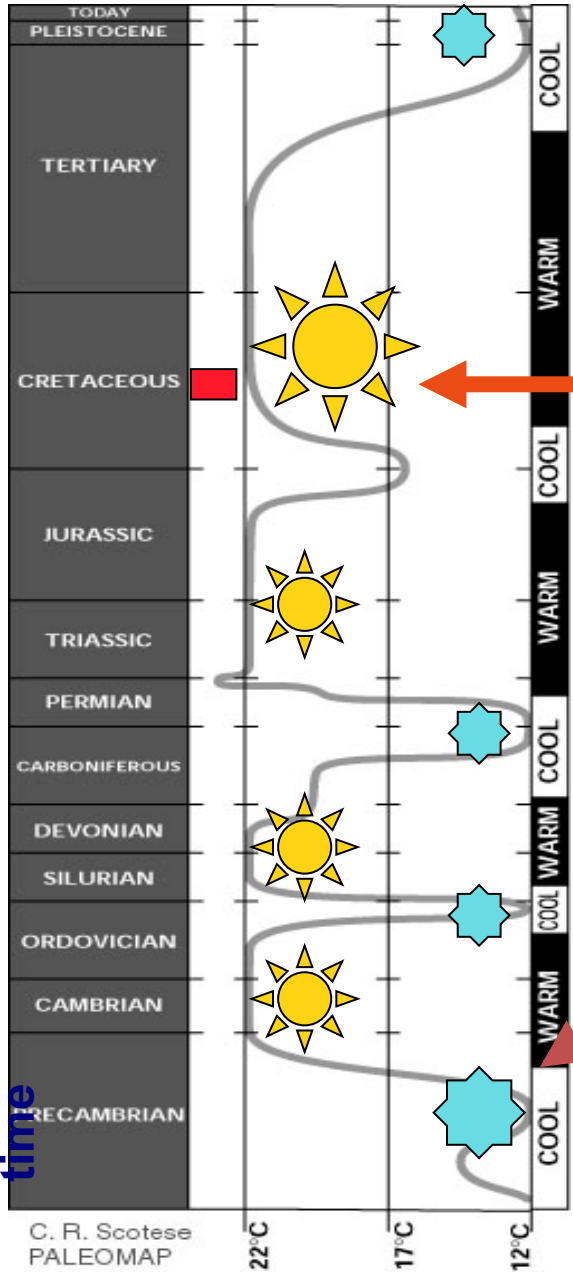 TODAY
PLEISTOCENE
TERTIARY
CRETACEOUS
JURASSIC
TRIASSIC
PERMIAN
CARBONIFEROUS
DEVONIAN
SILURIAN
ORDOVICIAN
CAMBRIAN
PRECAMBRIAN
time
COOL
WARM
COOL
WARM
COOL
WARM
COOL
WARM
COOL
22°C
17°C
12°C
C. R. Scotese
PALEOMAP